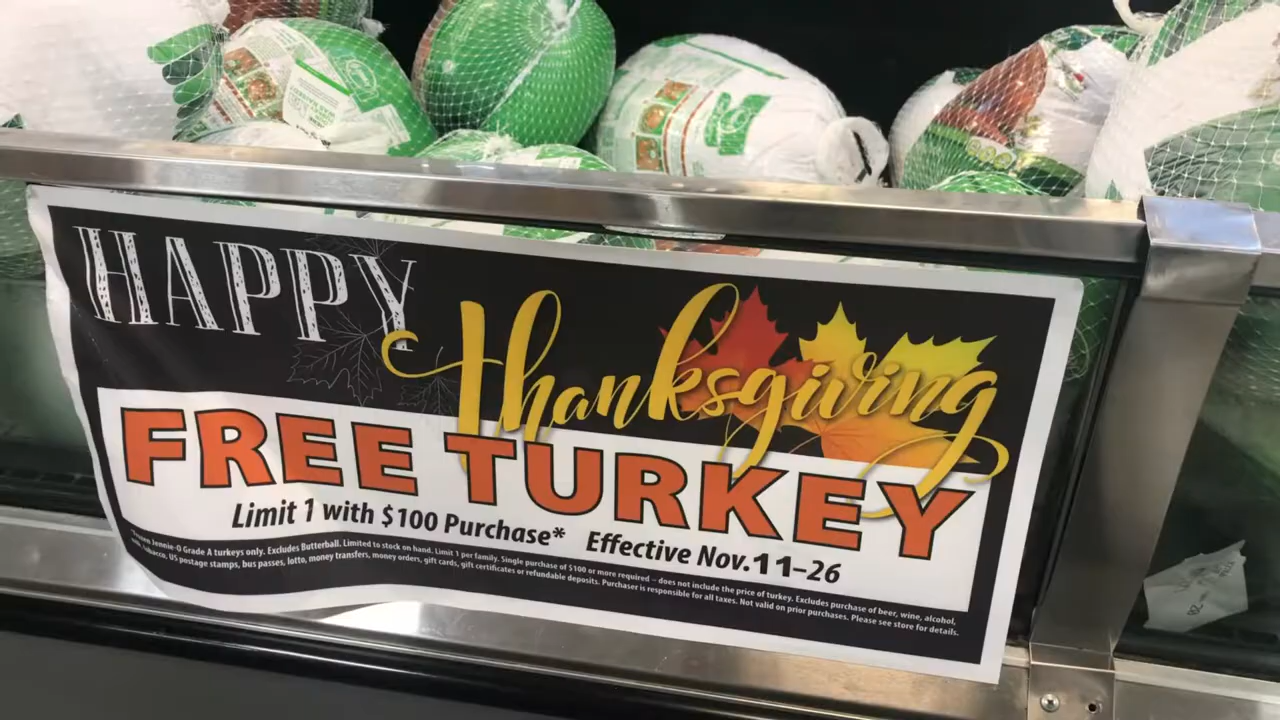 HAPPY
thanksgiving
FREE TURKEY
Limit 1 with $100 Purchase* Effective Nov.11–26
*Frozen Jennie-O Grade A turkeys only. Excludes Butterball. Limited to stock on hand. Limit 1 per family. Single purchase of $100 or more required – does not include the price of turkey. Excludes purchase of beer, wine, alcohol,
tobacco, US postage stamps, bus passes, lotto, money transfers, money orders, gift cards, gift certificates or refundable deposits. Purchaser is responsible for all taxes. Not valid on prior purchases. Please see store for details.